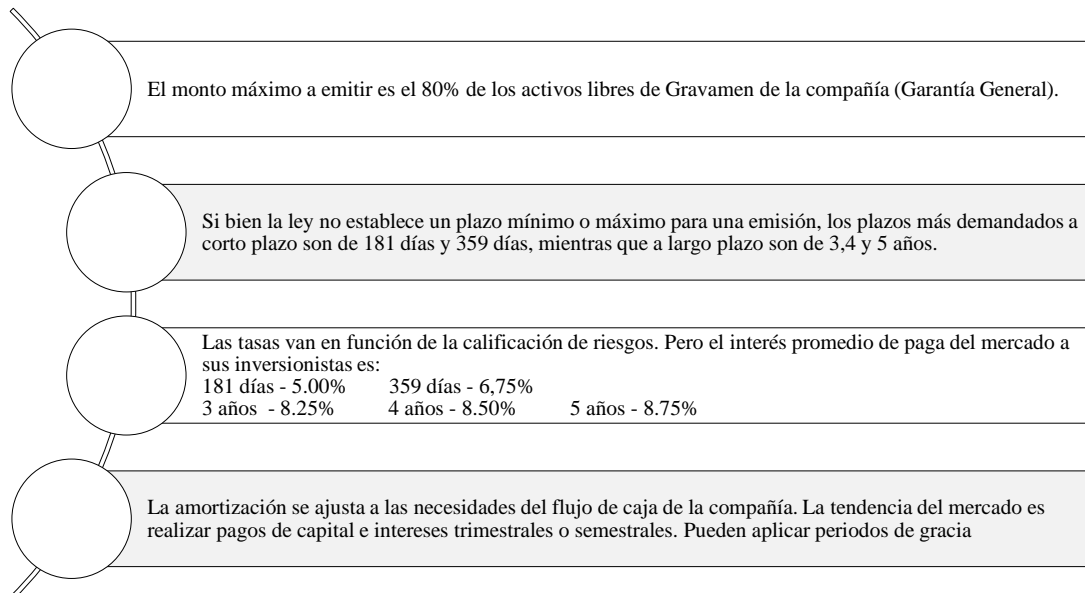 El monto máximo a emitir es el 80% de los activos libres de Gravamen de la compañía (Garantía General).
Si bien la ley no establece un plazo mínimo o máximo para una emisión, los plazos más demandados a
corto plazo son de 181 días y 359 días, mientras que a largo plazo son de 3,4 y 5 años.
Las tasas van en función de la calificación de riesgos. Pero el interés promedio de paga del mercado a
sus inversionistas es:
181 días - 5.00% 359 días - 6,75%
3 años - 8.25% 4 años - 8.50% 5 años - 8.75%
La amortización se ajusta a las necesidades del flujo de caja de la compañía. La tendencia del mercado es
realizar pagos de capital e intereses trimestrales o semestrales. Pueden aplicar periodos de gracia